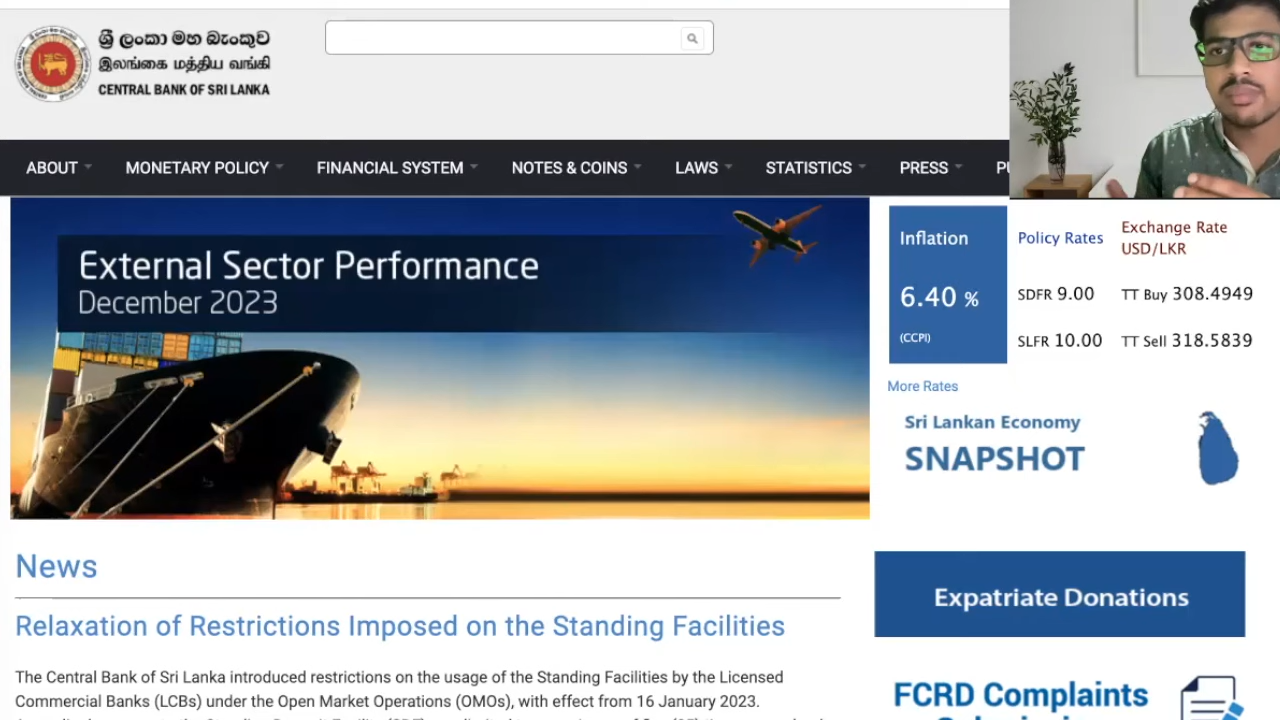 ශ්‍රී ලංකා මහ බැංකුව
இலங்கை மத்திய வங்கி
CENTRAL BANK OF SRI LANKA
ABOUT
MONETARY POLICY
FINANCIAL SYSTEM
NOTES & COINS
LAWS
STATISTICS
PRESS
External Sector Performance
December 2023
Inflation
6.40 %
(CCPI)
Policy Rates
SDFR 9.00
SLFR 10.00
Exchange Rate
USD/LKR
TT Buy 308.4949
TT Sell 318.5839
More Rates
Sri Lankan Economy
SNAPSHOT
News
Relaxation of Restrictions Imposed on the Standing Facilities
The Central Bank of Sri Lanka introduced restrictions on the usage of the Standing Facilities by the Licensed
Commercial Banks (LCBs) under the Open Market Operations (OMOs), with effect from 16 January 2023.
Expatriate Donations
FCRD Complaints